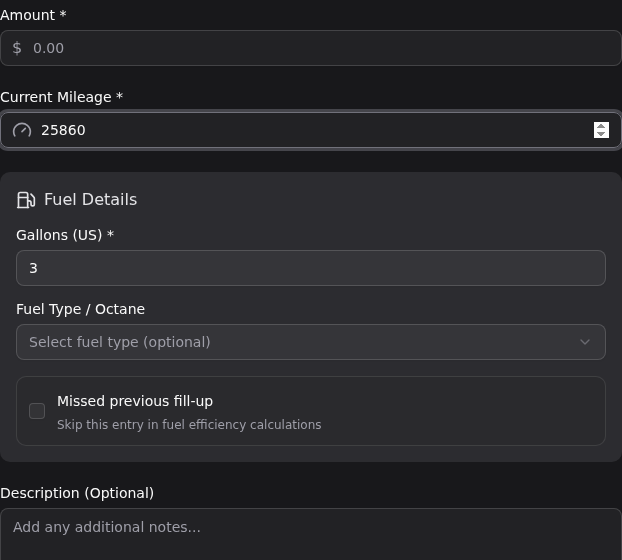 Amount *
$ 0.00
Current Mileage *
25860
Fuel Details
Gallons (US) *
3
Fuel Type / Octane
Select fuel type (optional)
Missed previous fill-up
Skip this entry in fuel efficiency calculations
Description (Optional)
Add any additional notes...